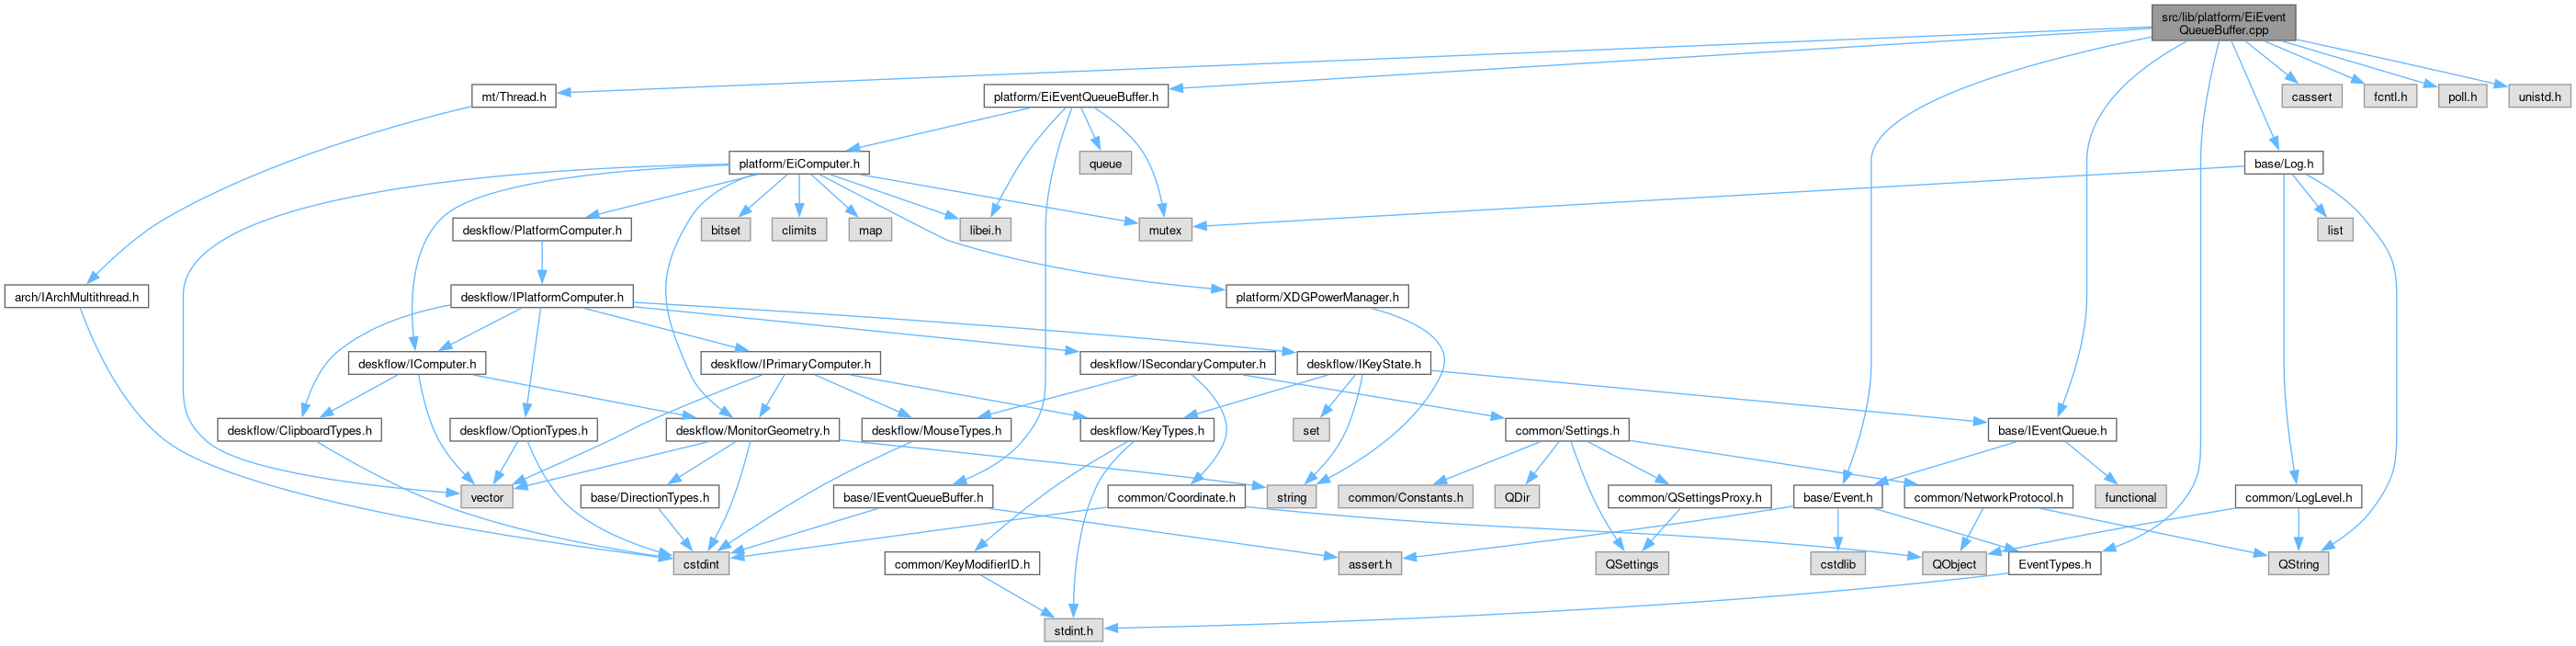 src/lib/platform/EiEvent
QueueBuffer.cpp
mt/Thread.h
platform/EiEventQueueBuffer.h
cassert
fcntl.h
poll.h
unistd.h
platform/EiComputer.h
queue
base/Log.h
deskflow/PlatformComputer.h
bitset
climits
map
libei.h
mutex
list
arch/IArchMultithread.h
deskflow/IPlatformComputer.h
platform/XDGPowerManager.h
deskflow/IComputer.h
deskflow/IPrimaryComputer.h
deskflow/ISecondaryComputer.h
deskflow/IKeyState.h
deskflow/ClipboardTypes.h
deskflow/OptionTypes.h
deskflow/MonitorGeometry.h
deskflow/MouseTypes.h
deskflow/KeyTypes.h
set
common/Settings.h
base/IEventQueue.h
vector
base/DirectionTypes.h
base/IEventQueueBuffer.h
common/Coordinate.h
string
common/Constants.h
QDir
common/QSettingsProxy.h
base/Event.h
common/NetworkProtocol.h
functional
common/LogLevel.h
cstdint
common/KeyModifierID.h
assert.h
QSettings
cstdlib
QObject
EventTypes.h
QString
stdint.h